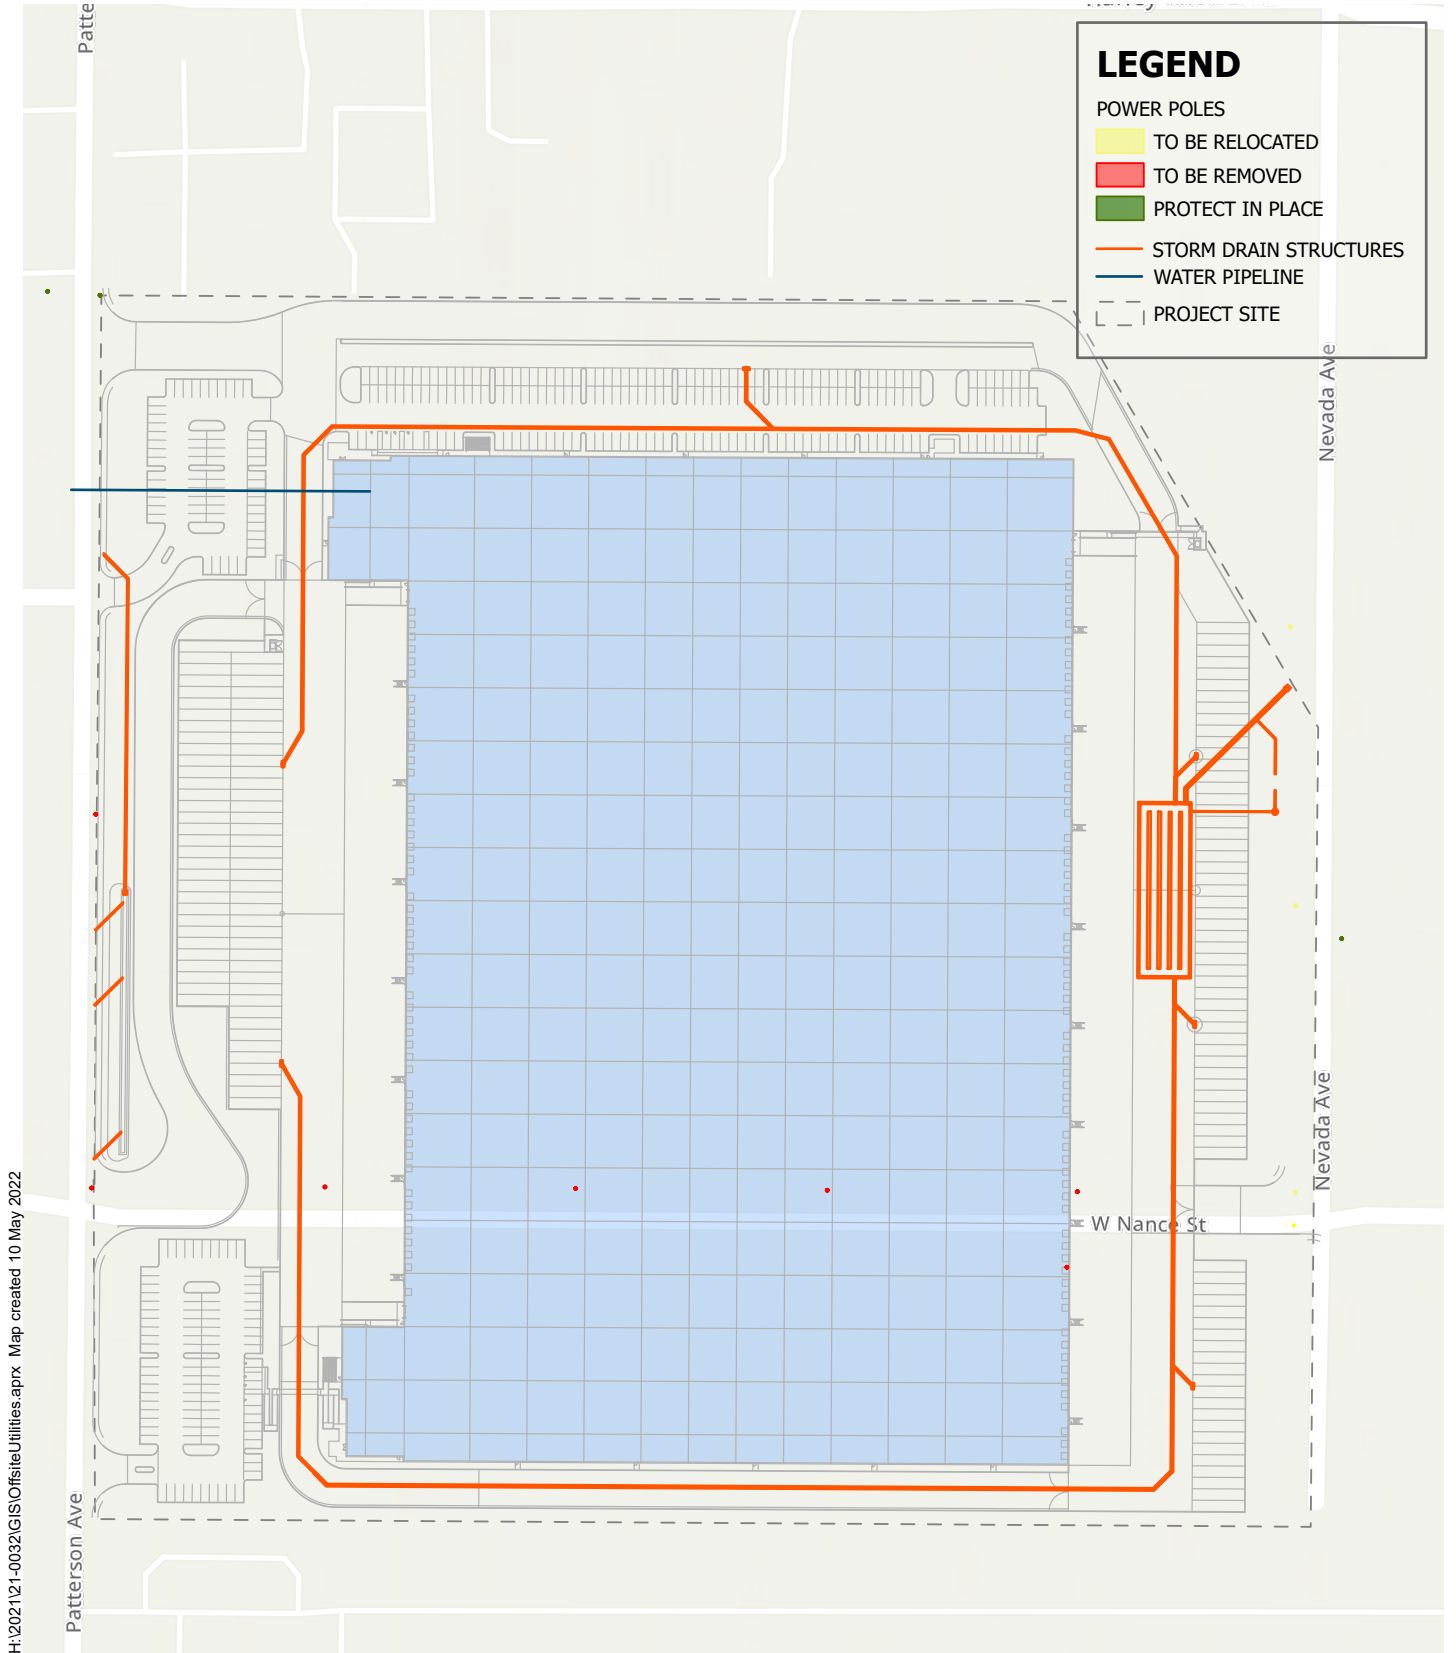 Patte
LEGEND
POWER POLES
TO BE RELOCATED
TO BE REMOVED
PROTECT IN PLACE
STORM DRAIN STRUCTURES
WATER PIPELINE
PROJECT SITE
Nevada Ave
Nevada Ave
W Nance St
Patterson Ave
H:\2021\21-0032\GIS\OffsiteUtilities.aprx Map created 10 May 2022